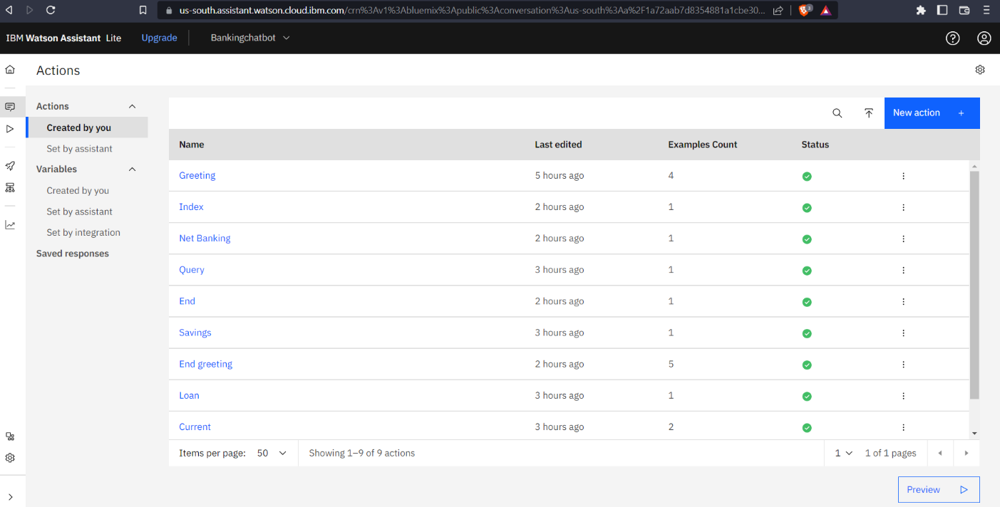 us-south.assistant.watson.cloud.ibm.com/crn%3Av1%3Abluemix%3Apublic%3Aconversation%3Aus-south%3Aa%2F1a72aab7d8354881a1cbe30... 3
IBM Watson Assistant Lite Upgrade Bankingchatbot
Actions
Actions
Created by you
Set by assistant
Variables
Created by you
Set by assistant
Set by integration
Saved responses
New action +
Name Last edited Examples Count Status
Greeting 5 hours ago 4
Index 2 hours ago 1
Net Banking 2 hours ago 1
Query 3 hours ago 1
End 2 hours ago 1
Savings 3 hours ago 1
End greeting 2 hours ago 5
Loan 3 hours ago 1
Current 3 hours ago 2
Items per page: 50 Showing 1–9 of 9 actions 1 1 of 1 pages
Preview